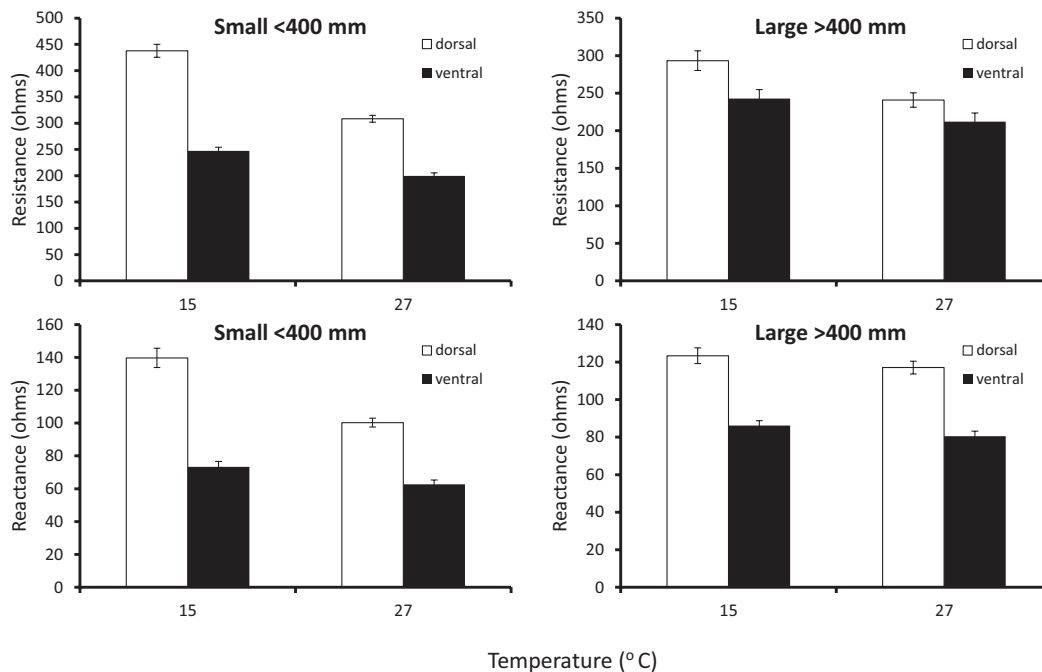 Small <400 mm
500
450
400
350
300
250
200
150
100
50
0
Resistance (ohms)
dorsal
ventral
15
27
Large >400 mm
350
300
250
200
150
100
50
0
Resistance (ohms)
dorsal
ventral
15
27
Small <400 mm
160
140
120
100
80
60
40
20
0
Reactance (ohms)
dorsal
ventral
15
27
Large >400 mm
140
120
100
80
60
40
20
0
Reactance (ohms)
dorsal
ventral
15
27
Temperature (° C)